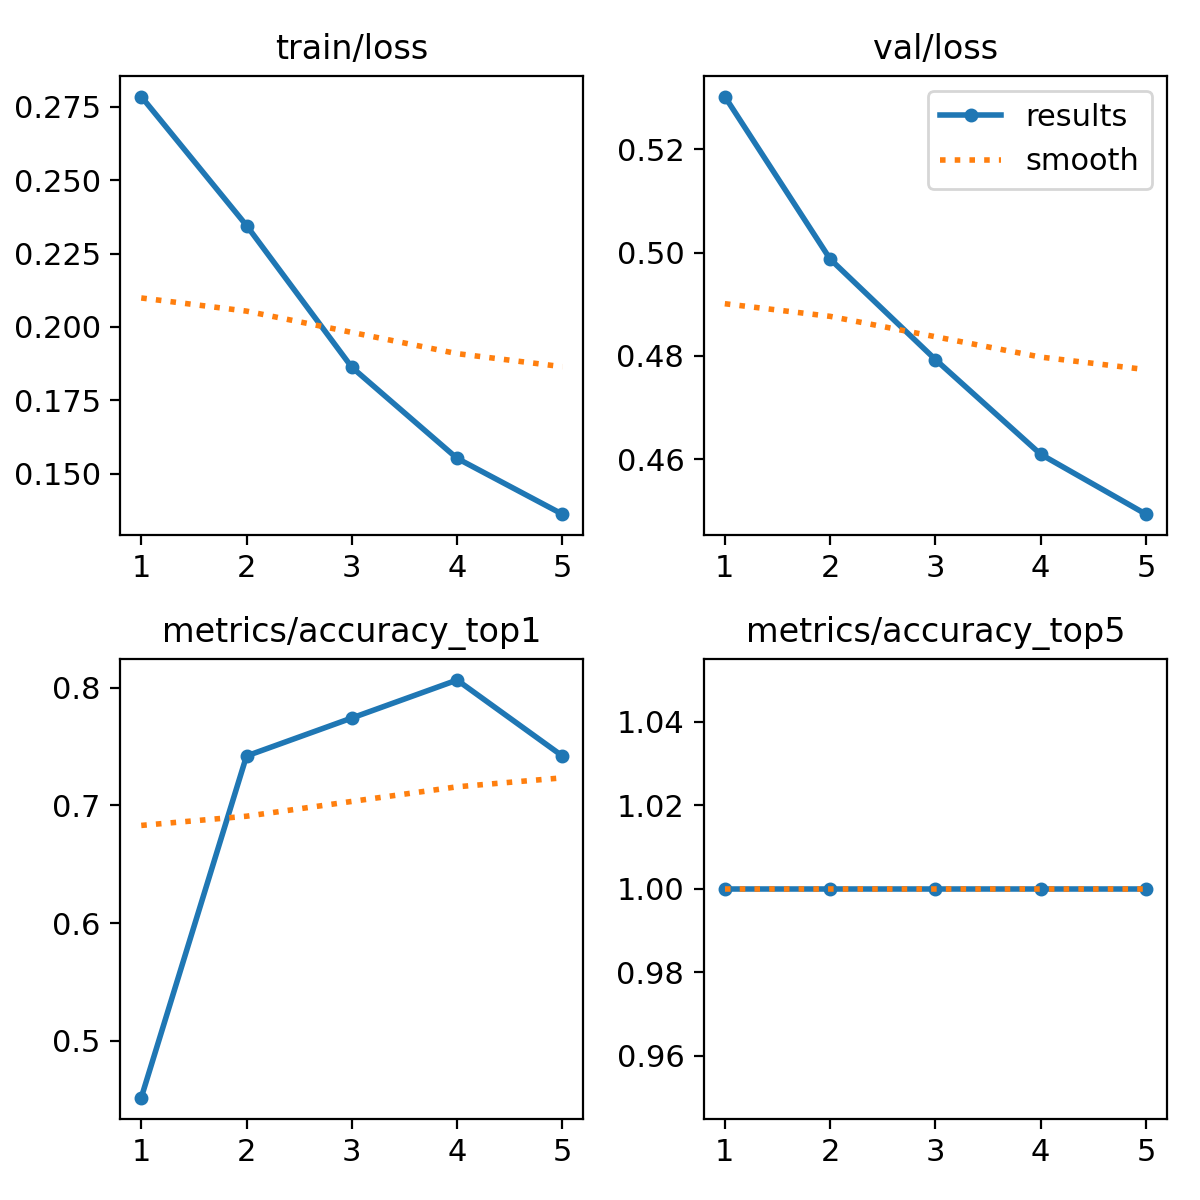 train/loss
0.275
0.250
0.225
0.200
0.175
0.150
1 2 3 4 5
val/loss
results
smooth
0.52
0.50
0.48
0.46
1 2 3 4 5
metrics/accuracy_top1
0.8
0.7
0.6
0.5
1 2 3 4 5
metrics/accuracy_top5
1.04
1.02
1.00
0.98
0.96
1 2 3 4 5